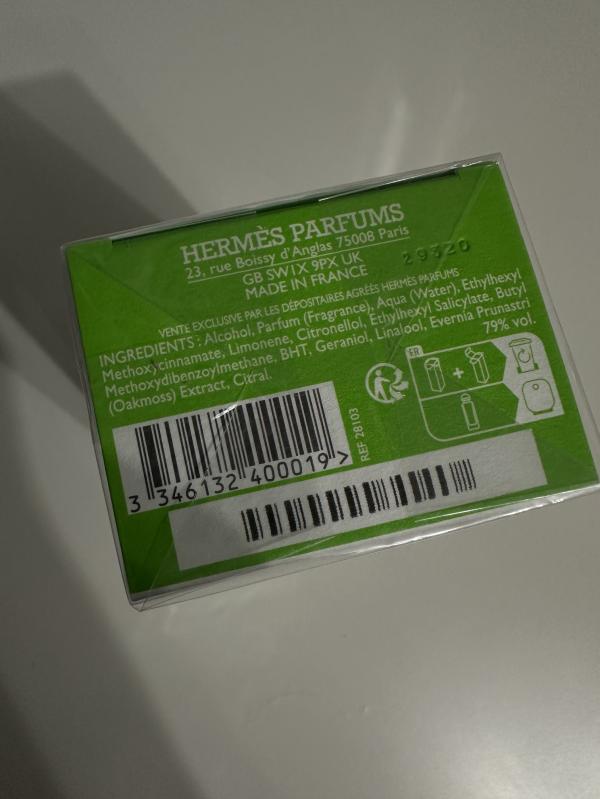 HERMÈS PARFUMS
23, rue Boissy d'Anglas 75008 Paris
GB SW1X 9PX UK
MADE IN FRANCE
29320
VENTE EXCLUSIVE PAR LES DÉPOSITAIRES AGRÉÉS HERMÈS PARFUMS
INGREDIENTS : Alcohol, Parfum (Fragrance), Aqua (Water), Ethylhexyl
Methoxycinnamate, Limonene, Citronellol, Ethylhexyl Salicylate, Butyl
Methoxydibenzoylmethane, BHT, Geraniol, Linalool, Evernia Prunastri
(Oakmoss) Extract, Citral.
79% vol.
FR
3 346132 400019 >
REF 28103